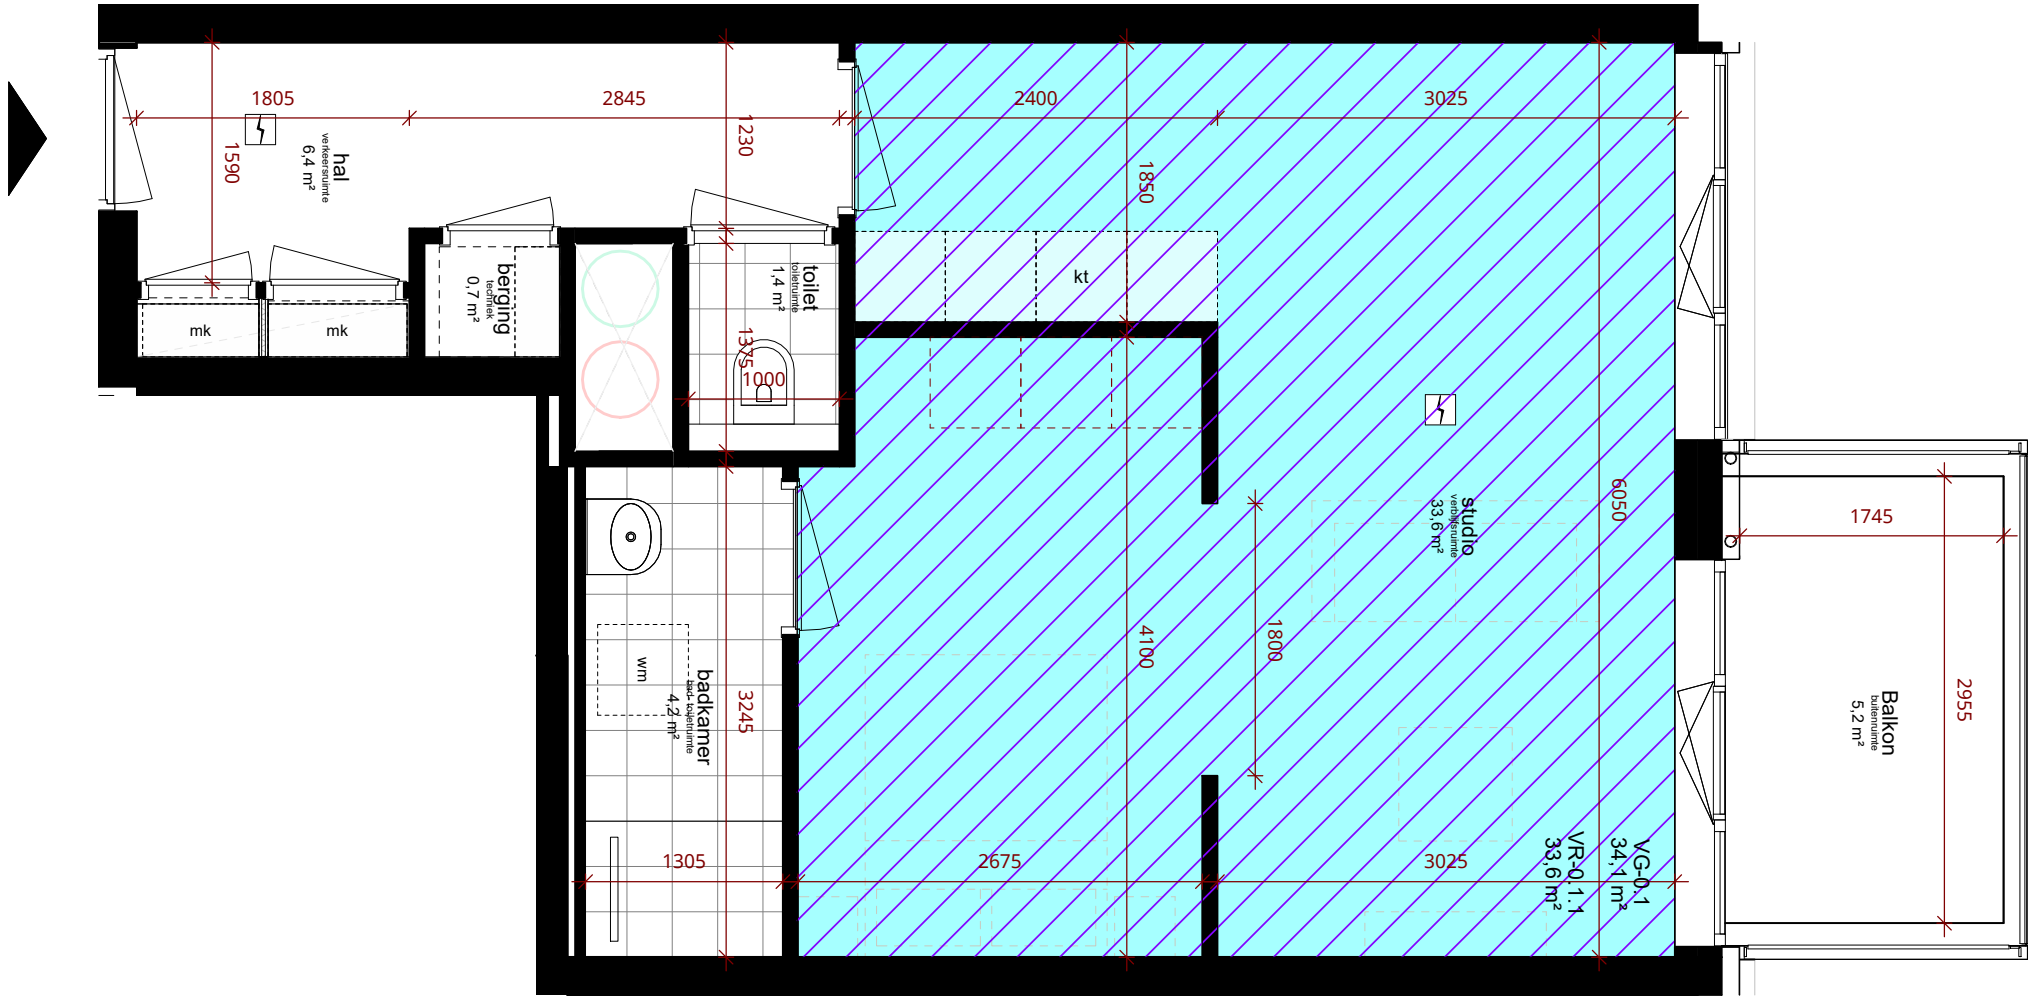 1805
2845
2400
3025
1590
1230
1850
hal
verkeersruimte
6,4 m²
mk
mk
berging
techniek
0,7 m²
toilet
toiletruimte
1,4 m²
1375
1000
kt
studio
verblijfsruimte
33,6 m²
6050
1745
2955
Balkon
buitenruimte
5,2 m²
wm
badkamer
bad- toiletruimte
4,2 m²
3245
4100
1800
1305
2675
3025
VG-0.1
34,1 m²
VR-0.1.1
33,6 m²